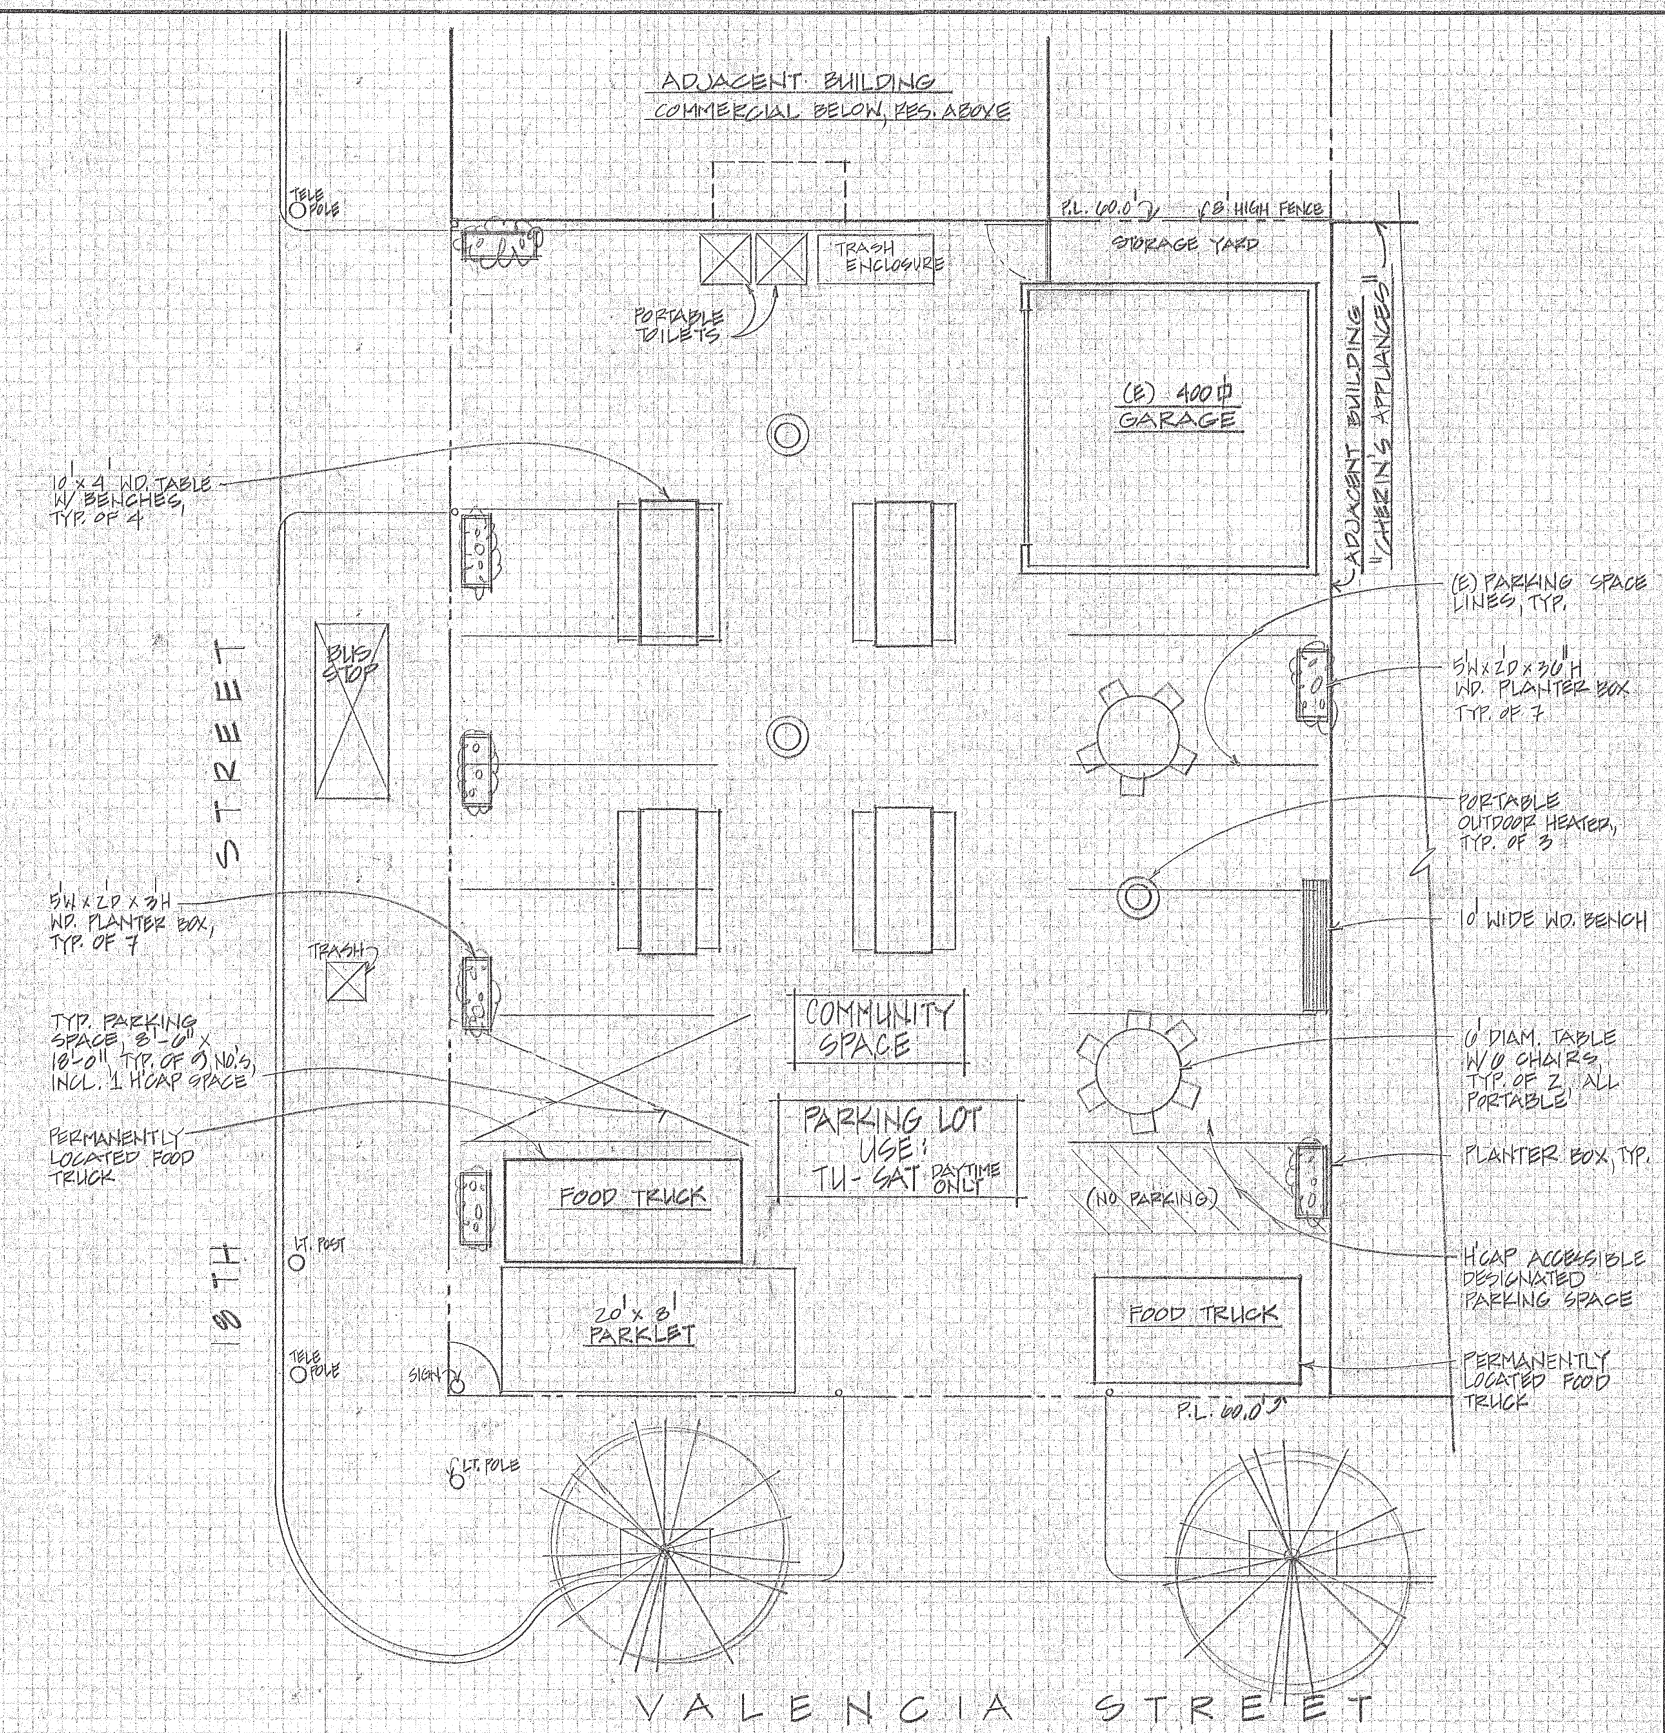 ADJACENT BUILDING
COMMERCIAL BELOW, RES. ABOVE
TELE
POLE
P.L. 60.0'
8' HIGH FENCE
STORAGE YARD
TRASH
ENCLOSURE
PORTABLE
TOILETS
(E) 400
GARAGE
ADJACENT BUILDING
"CHERIN'S APPLIANCES"
10' x 4' WD. TABLE
W/ BENCHES,
TYP. OF 4
(E) PARKING SPACE
LINES, TYP.
BUS
STOP
5'W x 2'D x 36"H
WD. PLANTER BOX
TYP. OF 7
PORTABLE
OUTDOOR HEATER,
TYP. OF 3
5'W x 2'D x 3'H
WD. PLANTER BOX,
TYP. OF 7
10' WIDE WD. BENCH
TRASH
TYP. PARKING
SPACE, 8'-6" X
18'-0", TYP. OF 9 NO'S,
INCL. 1 H'CAP SPACE
COMMUNITY
SPACE
6' DIAM. TABLE
W/6 CHAIRS,
TYP. OF 2, ALL
PORTABLE
PARKING LOT
USE:
TU - SAT DAYTIME
ONLY
PERMANENTLY
LOCATED FOOD
TRUCK
PLANTER BOX, TYP.
FOOD TRUCK
(NO PARKING)
LT. POST
H'CAP ACCESSIBLE
DESIGNATED
PARKING SPACE
20' x 8'
PARKLET
FOOD TRUCK
TELE
POLE
SIGN
PERMANENTLY
LOCATED FOOD
TRUCK
P.L. 60.0'
LT. POLE
18TH STREET
VALENCIA STREET